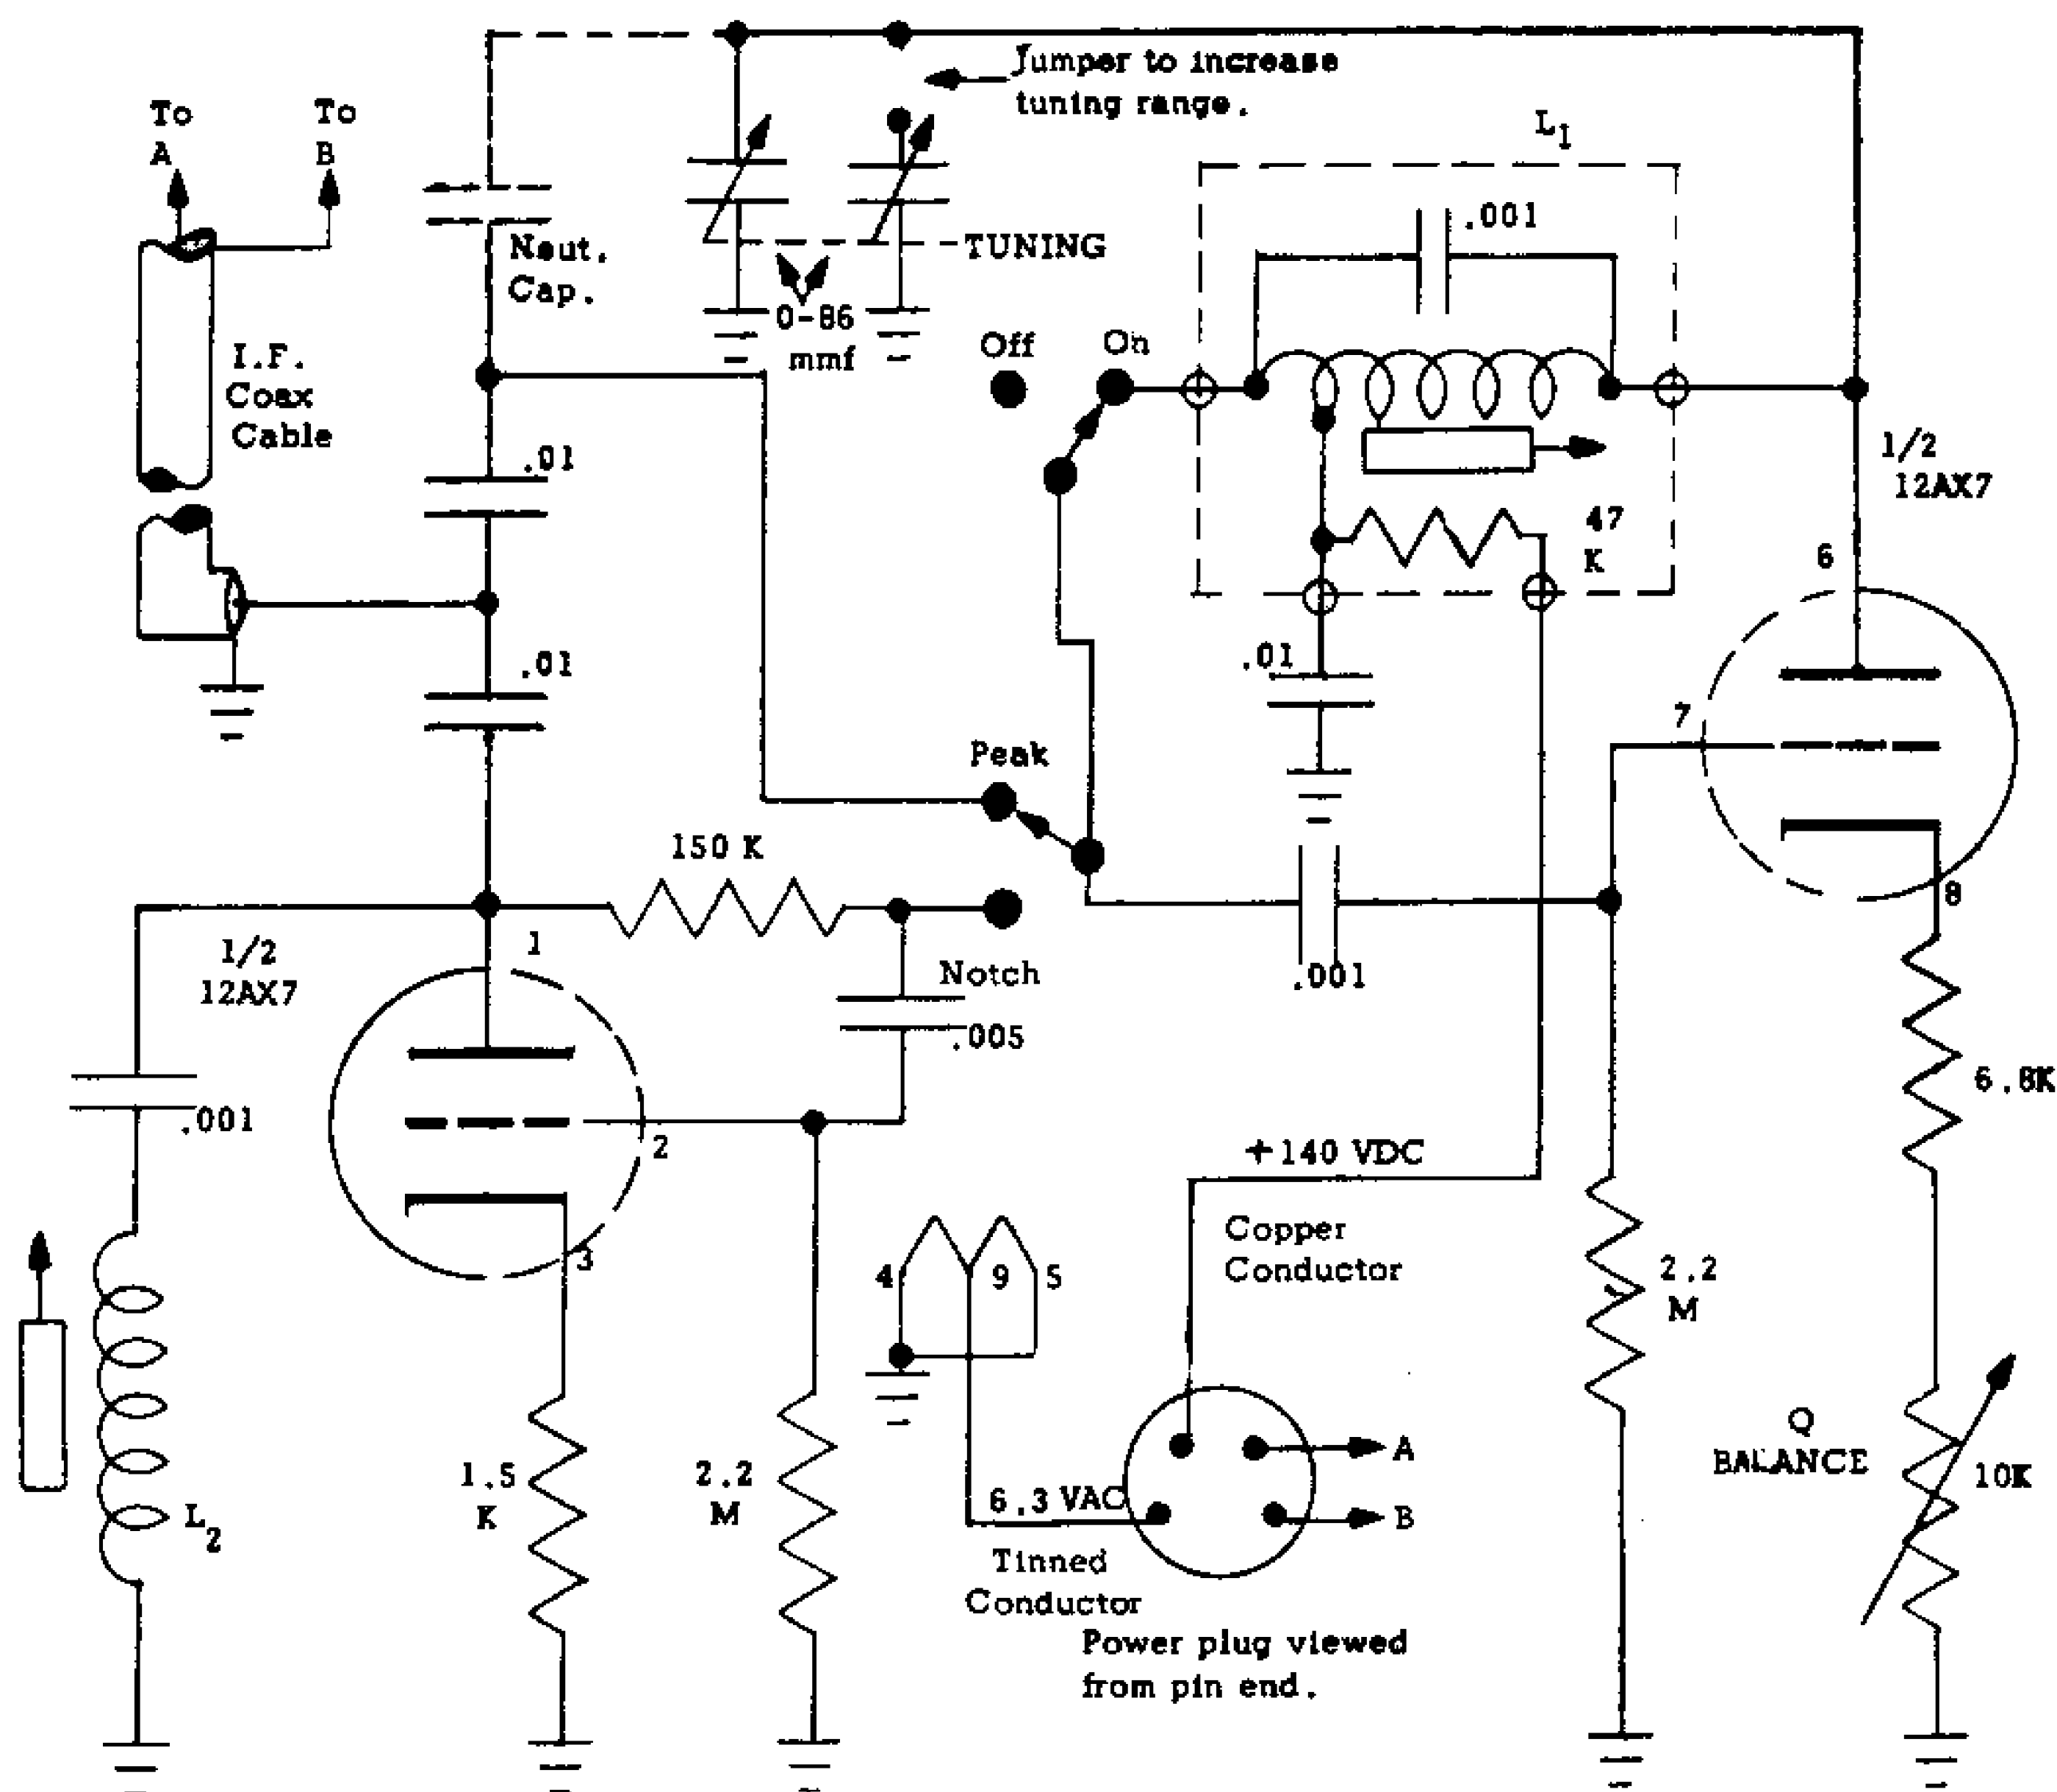 Jumper to increase
tuning range.
To
A
To
B
L1
.001
Neut.
Cap.
TUNING
0-86
mmf
Off
On
I.F.
Coax
Cable
.01
1/2
12AX7
47
K
6
.01
.01
7
Peak
150 K
8
1
1/2
12AX7
Notch
.001
.005
.001
2
6.8K
+140 VDC
Copper
Conductor
3
4
9
5
2.2
M
Q
BALANCE
10K
A
1.5
K
2.2
M
6.3 VAC
B
L2
Tinned
Conductor
Power plug viewed
from pin end.